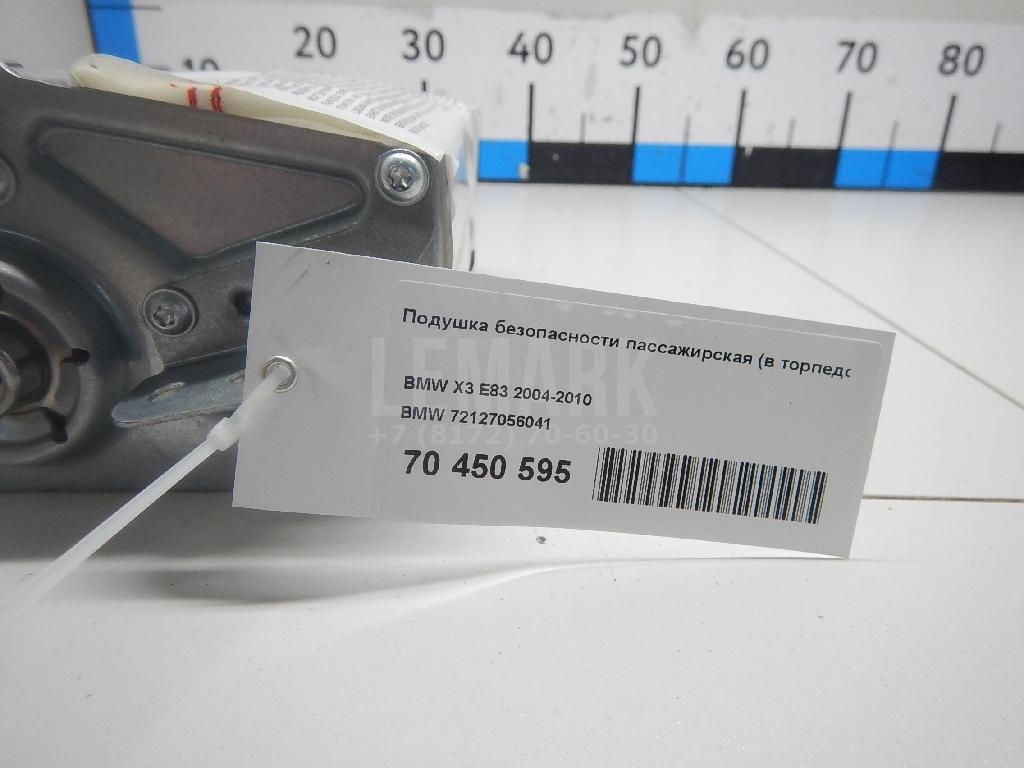 10 20 30 40 50 60 70 80
Подушка безопасности пассажирская (в торпедо
BMW X3 E83 2004-2010
BMW 72127056041
70 450 595
LEMARK
+7 (8172) 70-60-30